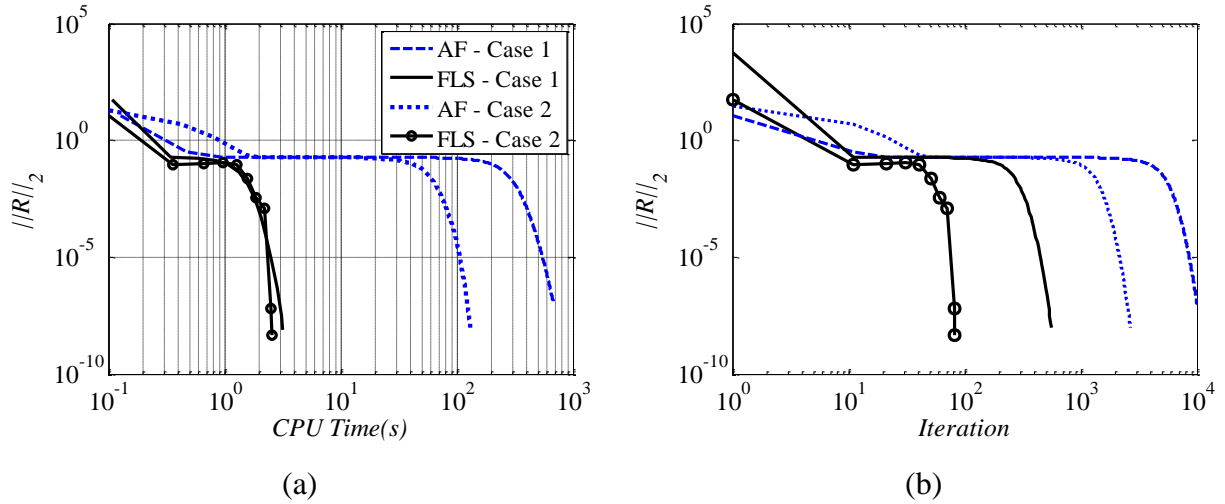 10^5
10^0
10^-5
10^-10
||R||_2
AF - Case 1
FLS - Case 1
AF - Case 2
FLS - Case 2
10^-1 10^0 10^1 10^2 10^3
CPU Time(s)
(a)
10^5
10^0
10^-5
10^-10
||R||_2
10^0 10^1 10^2 10^3 10^4
Iteration
(b)